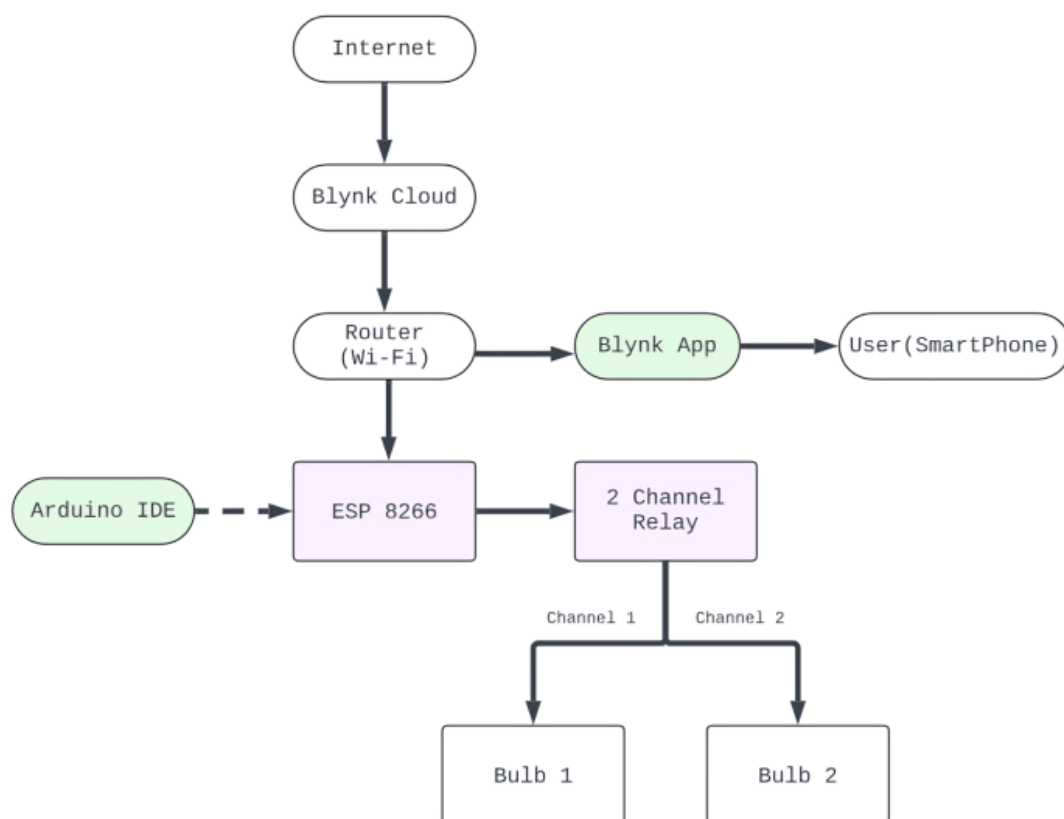 Internet
Blynk Cloud
Router
(Wi-Fi)
Blynk App
User(SmartPhone)
Arduino IDE
ESP 8266
2 Channel
Relay
Channel 1
Channel 2
Bulb 1
Bulb 2